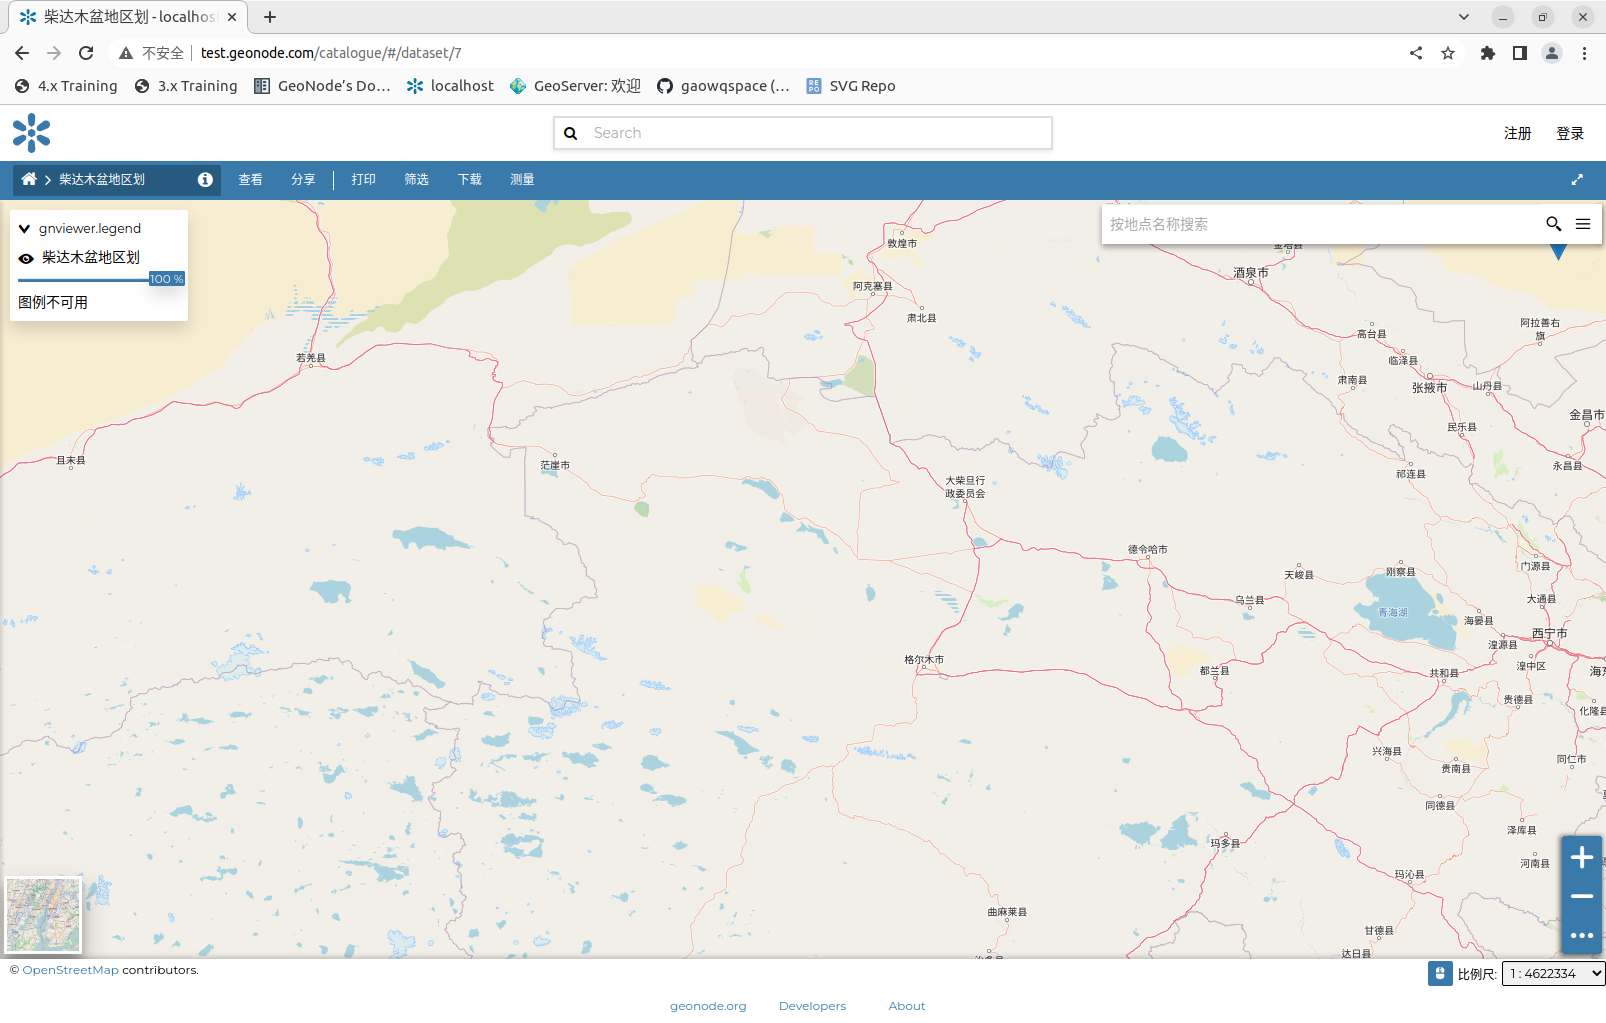 柴达木盆地区划 - localhos
不安全 test.geonode.com/catalogue/#/dataset/7
4.x Training 3.x Training GeoNode's Do… localhost GeoServer: 欢迎 gaowqspace (… SVG Repo
Search 注册 登录
柴达木盆地区划 查看 分享 打印 筛选 下载 测量
gnviewer.legend
柴达木盆地区划
100 %
图例不可用
按地点名称搜索
敦煌市
酒泉市
阿克塞县
肃北县
高台县
阿拉善右
旗
若羌县
临泽县
肃南县
张掖市
山丹县
金昌市
民乐县
且末县
茫崖市
永昌县
祁连县
大柴旦行
政委员会
德令哈市
天峻县
刚察县
门源县
乌兰县
大通县
青海湖
海晏县
西宁市
湟源县
湟中区
海东
格尔木市
都兰县
共和县
贵德县
化隆县
兴海县
贵南县
同仁市
同德县
泽库县
玛多县
河南县
玛沁县
曲麻莱县
甘德县
达日县
© OpenStreetMap contributors.
比例尺: 1 : 4622334
geonode.org Developers About